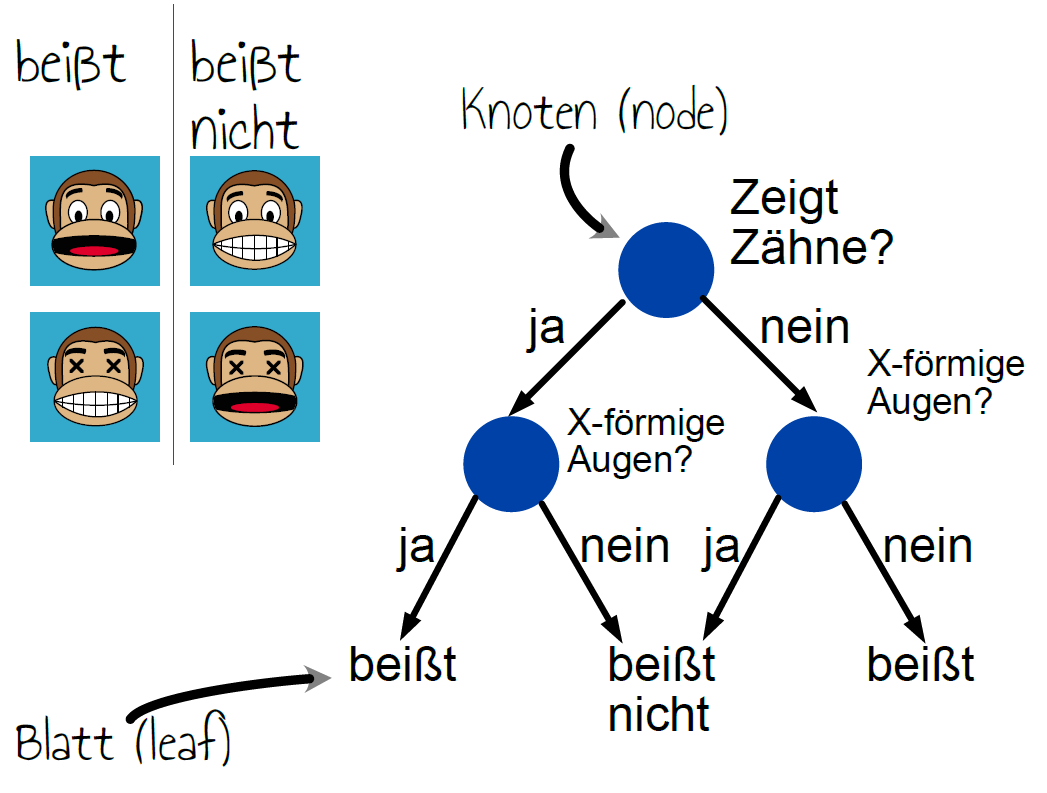 beißt
beißt
nicht
Knoten (node)
Zeigt
Zähne?
ja
nein
X-förmige
Augen?
X-förmige
Augen?
ja
nein
ja
nein
beißt
beißt
nicht
beißt
Blatt (leaf)